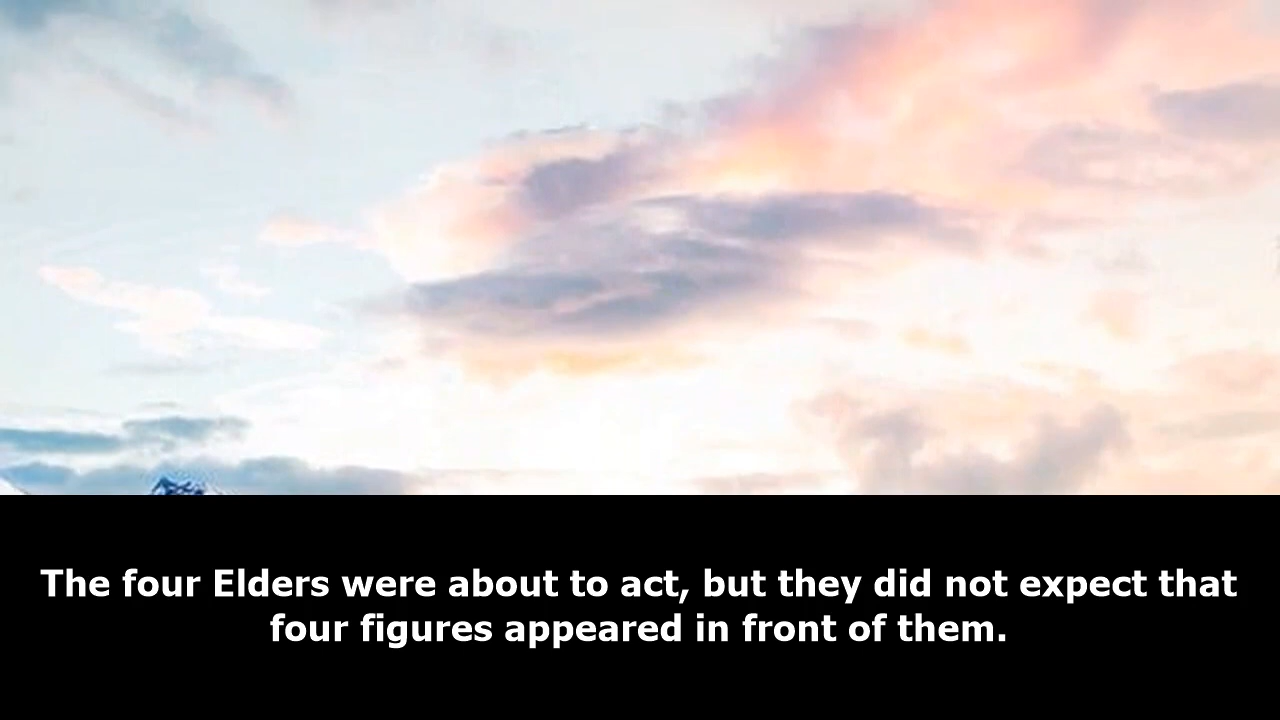 The four Elders were about to act, but they did not expect that
four figures appeared in front of them.